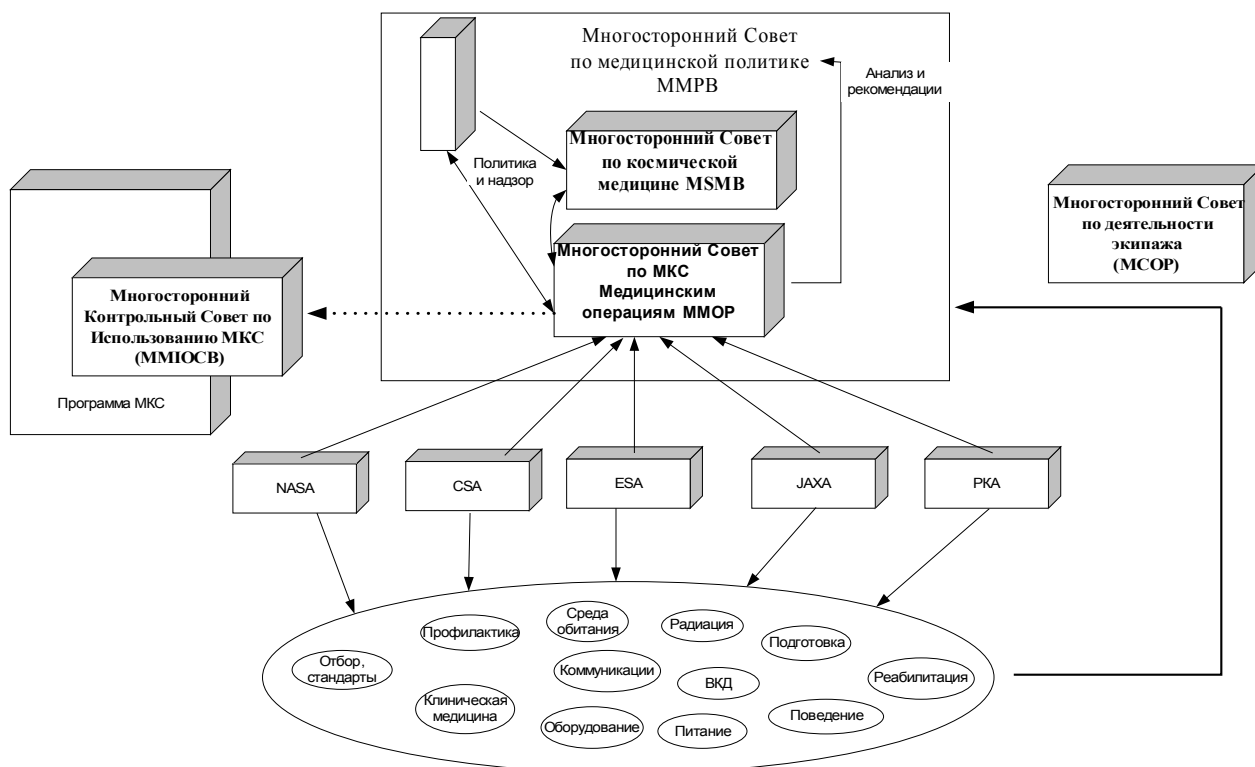 Многосторонний Совет
по медицинской политике
ММРВ
Анализ и
рекомендации
Политика
и надзор
Многосторонний Совет
по космической
медицине MSMB
Многосторонний Совет
по МКС
Медицинским
операциям ММОР
Многосторонний Совет
по деятельности
экипажа
(МСОР)
Многосторонний
Контрольный Совет по
Использованию МКС
(ММIOCB)
Программа МКС
NASA
CSA
ESA
JAXA
РКА
Отбор,
стандарты
Профилактика
Среда
обитания
Радиация
Подготовка
Клиническая
медицина
Коммуникации
ВКД
Реабилитация
Оборудование
Питание
Поведение